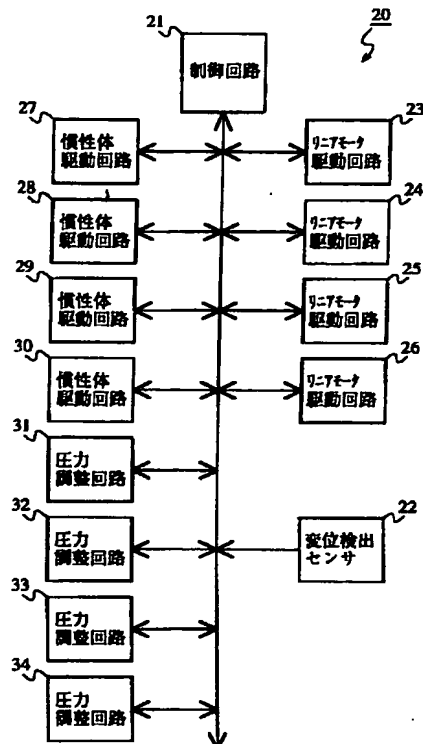 20
21
制御回路
27
慣性体
駆動回路
23
リニアモータ
駆動回路
28
慣性体
駆動回路
24
リニアモータ
駆動回路
29
慣性体
駆動回路
25
リニアモータ
駆動回路
30
慣性体
駆動回路
26
リニアモータ
駆動回路
31
圧力
調整回路
32
圧力
調整回路
22
変位検出
センサ
33
圧力
調整回路
34
圧力
調整回路